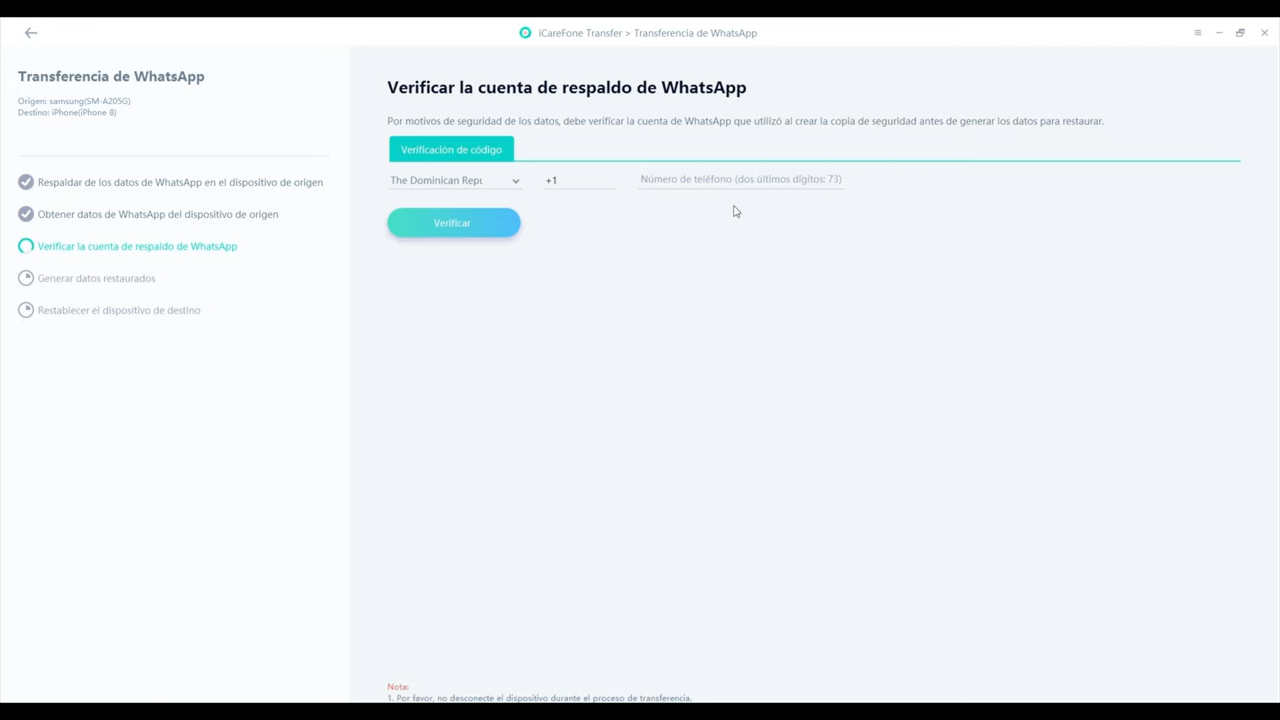 iCareFone Transfer > Transferencia de WhatsApp
Transferencia de WhatsApp
Origen: samsung(SM-A205G)
Destino: iPhone(iPhone 8)
Respaldar de los datos de WhatsApp en el dispositivo de origen
Obtener datos de WhatsApp del dispositivo de origen
Verificar la cuenta de respaldo de WhatsApp
Generar datos restaurados
Restablecer el dispositivo de destino
Verificar la cuenta de respaldo de WhatsApp
Por motivos de seguridad de los datos, debe verificar la cuenta de WhatsApp que utilizó al crear la copia de seguridad antes de generar los datos para restaurar.
Verificación de código
The Dominican Repu +1 Número de teléfono (dos últimos dígitos: 73)
Verificar
Nota:
1. Por favor, no desconecte el dispositivo durante el proceso de transferencia.